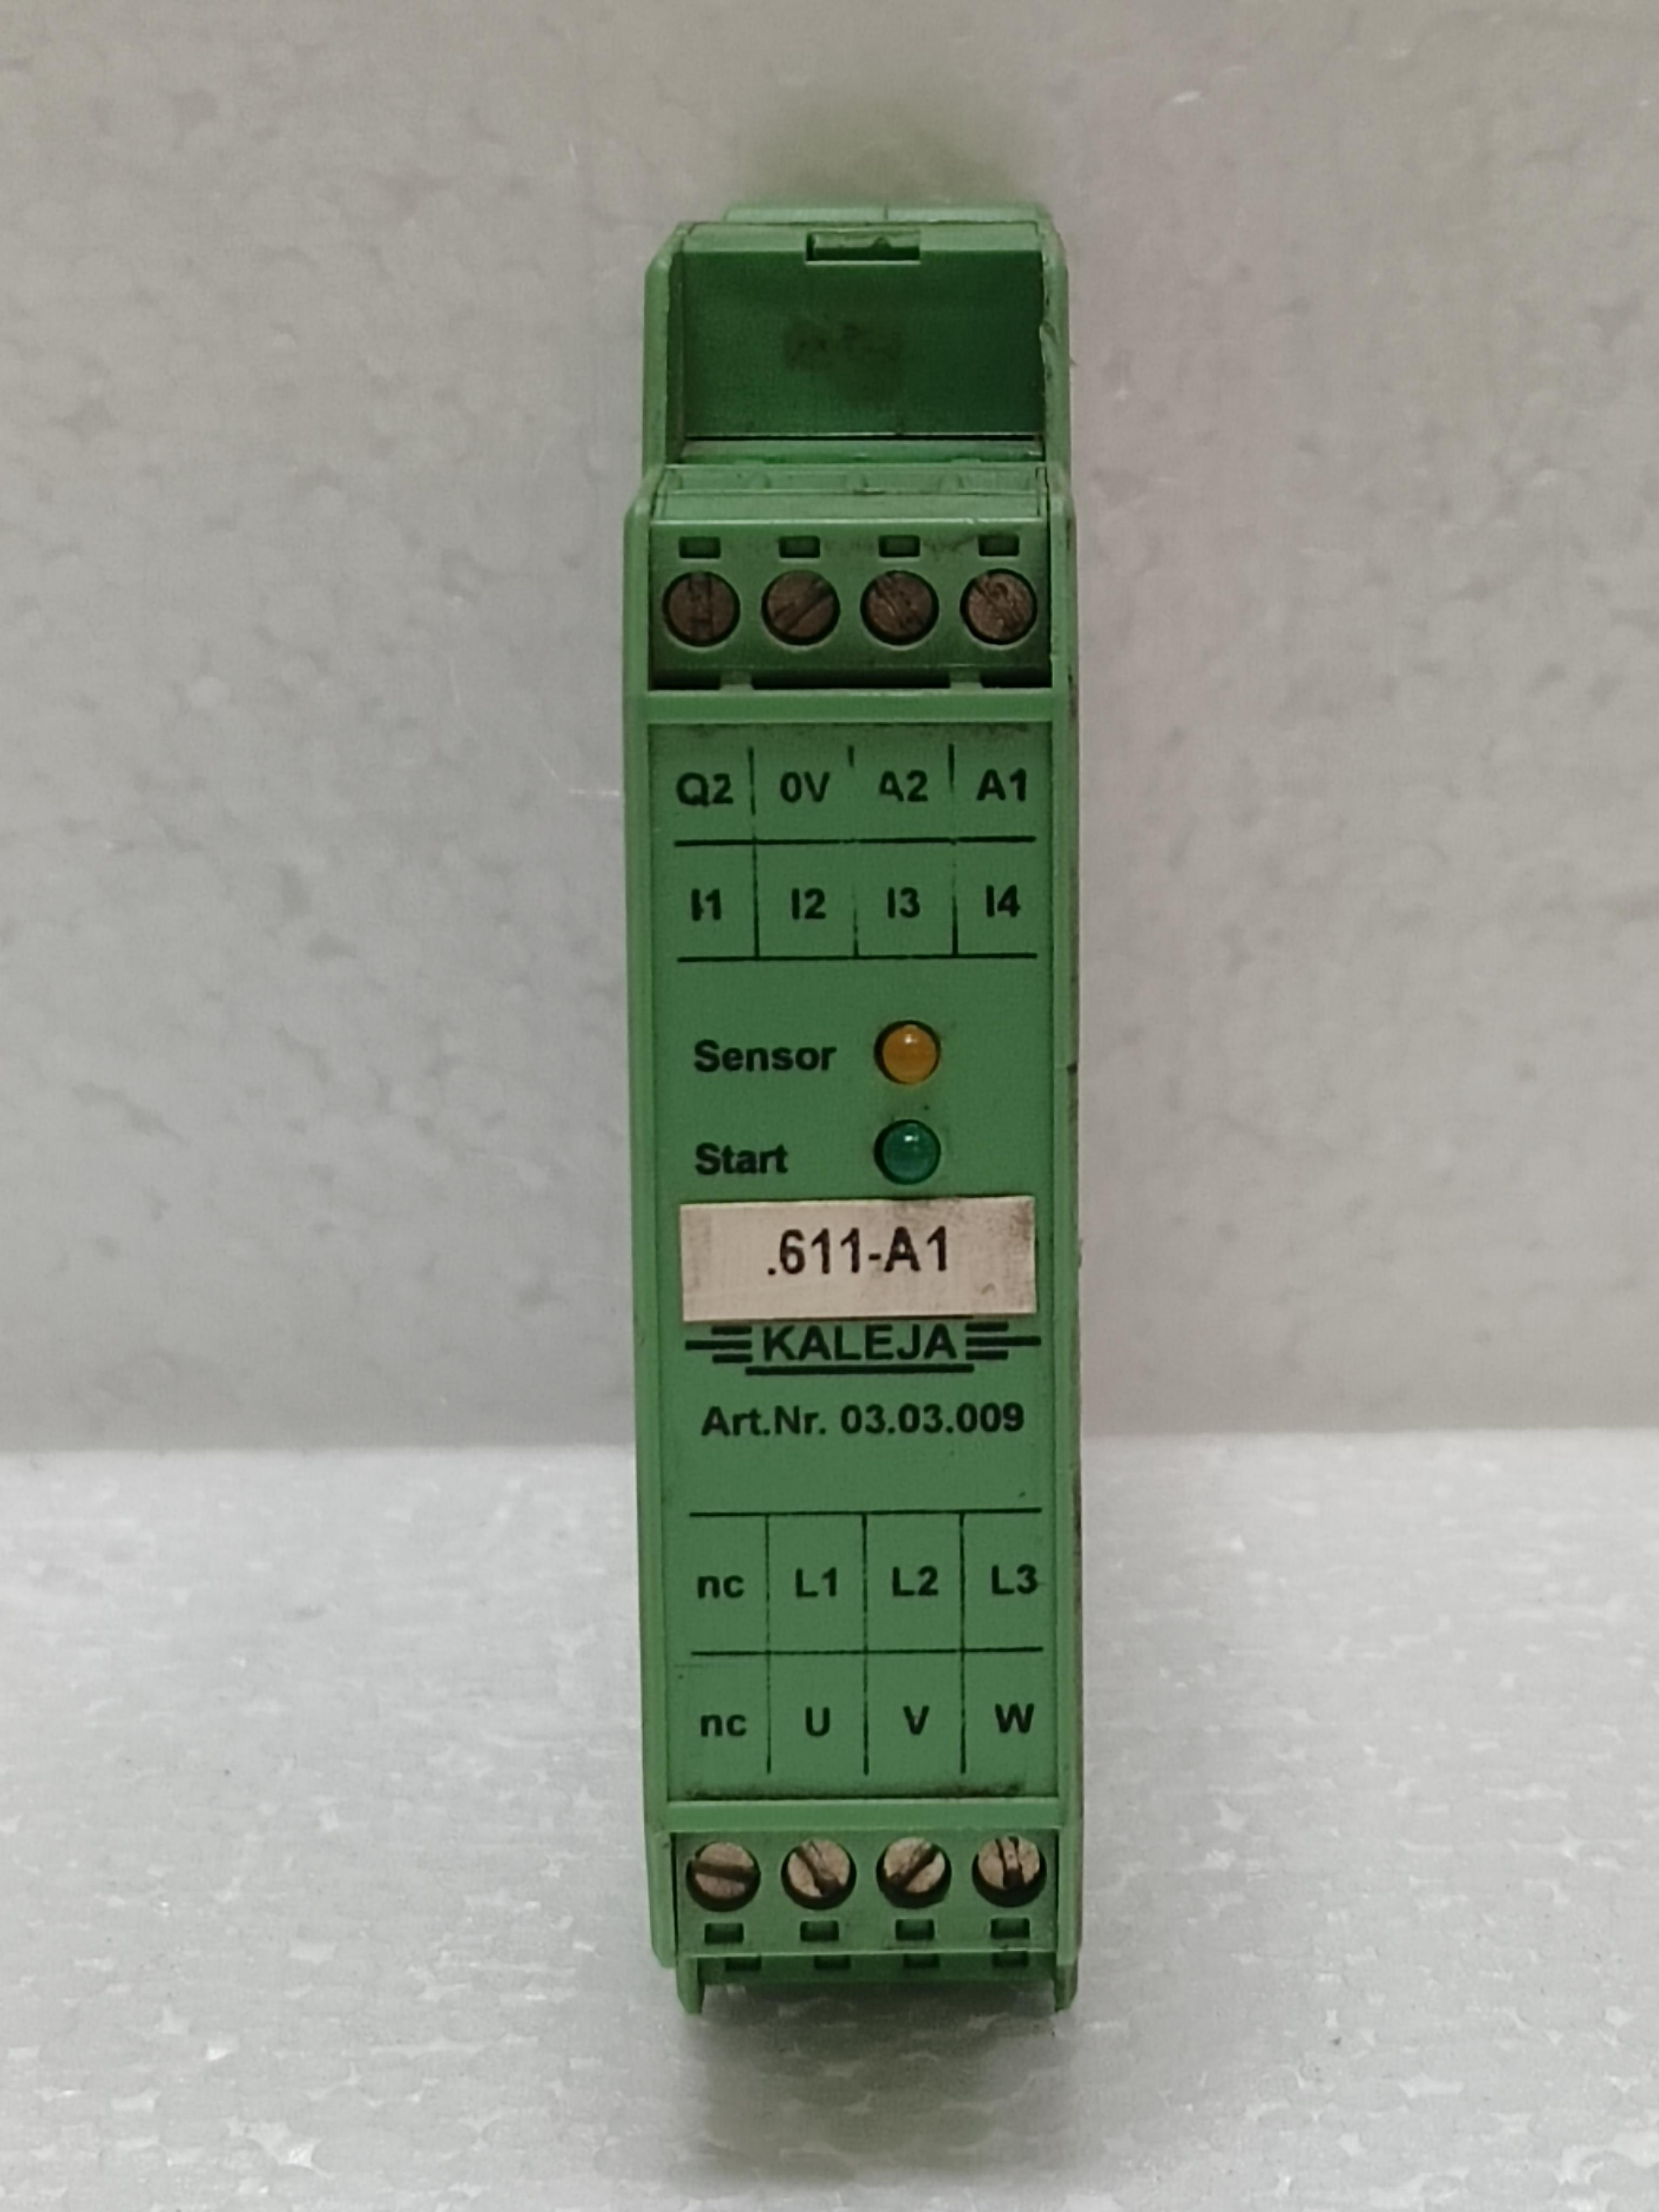 Q2 0V A2 A1
I1 I2 I3 I4
Sensor
Start
.611-A1
KALEJA
Art.Nr. 03.03.009
nc L1 L2 L3
nc U V W